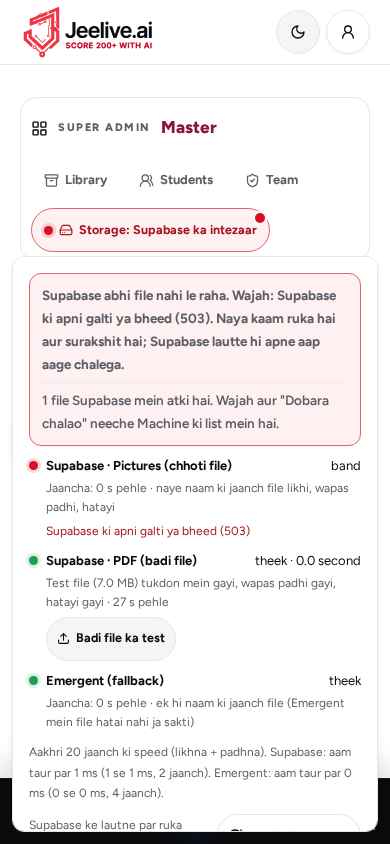 Jeelive.ai
SCORE 200+ WITH AI
SUPER ADMIN Master
Library Students Team
Storage: Supabase ka intezaar
Supabase abhi file nahi le raha. Wajah: Supabase
ki apni galti ya bheed (503). Naya kaam ruka hai
aur surakshit hai; Supabase lautte hi apne aap
aage chalega.
1 file Supabase mein atki hai. Wajah aur "Dobara
chalao" neeche Machine ki list mein hai.
Supabase · Pictures (chhoti file) band
Jaancha: 0 s pehle · naye naam ki jaanch file likhi, wapas
padhi, hatayi
Supabase ki apni galti ya bheed (503)
Supabase · PDF (badi file) theek · 0.0 second
Test file (7.0 MB) tukdon mein gayi, wapas padhi gayi,
hatayi gayi · 27 s pehle
Badi file ka test
Emergent (fallback) theek
Jaancha: 0 s pehle · ek hi naam ki jaanch file (Emergent
mein file hatai nahi ja sakti)
Aakhri 20 jaanch ki speed (likhna + padhna). Supabase: aam
taur par 1 ms (1 se 1 ms, 2 jaanch). Emergent: aam taur par 0
ms (0 se 0 ms, 4 jaanch).
Supabase ke lautne par ruka